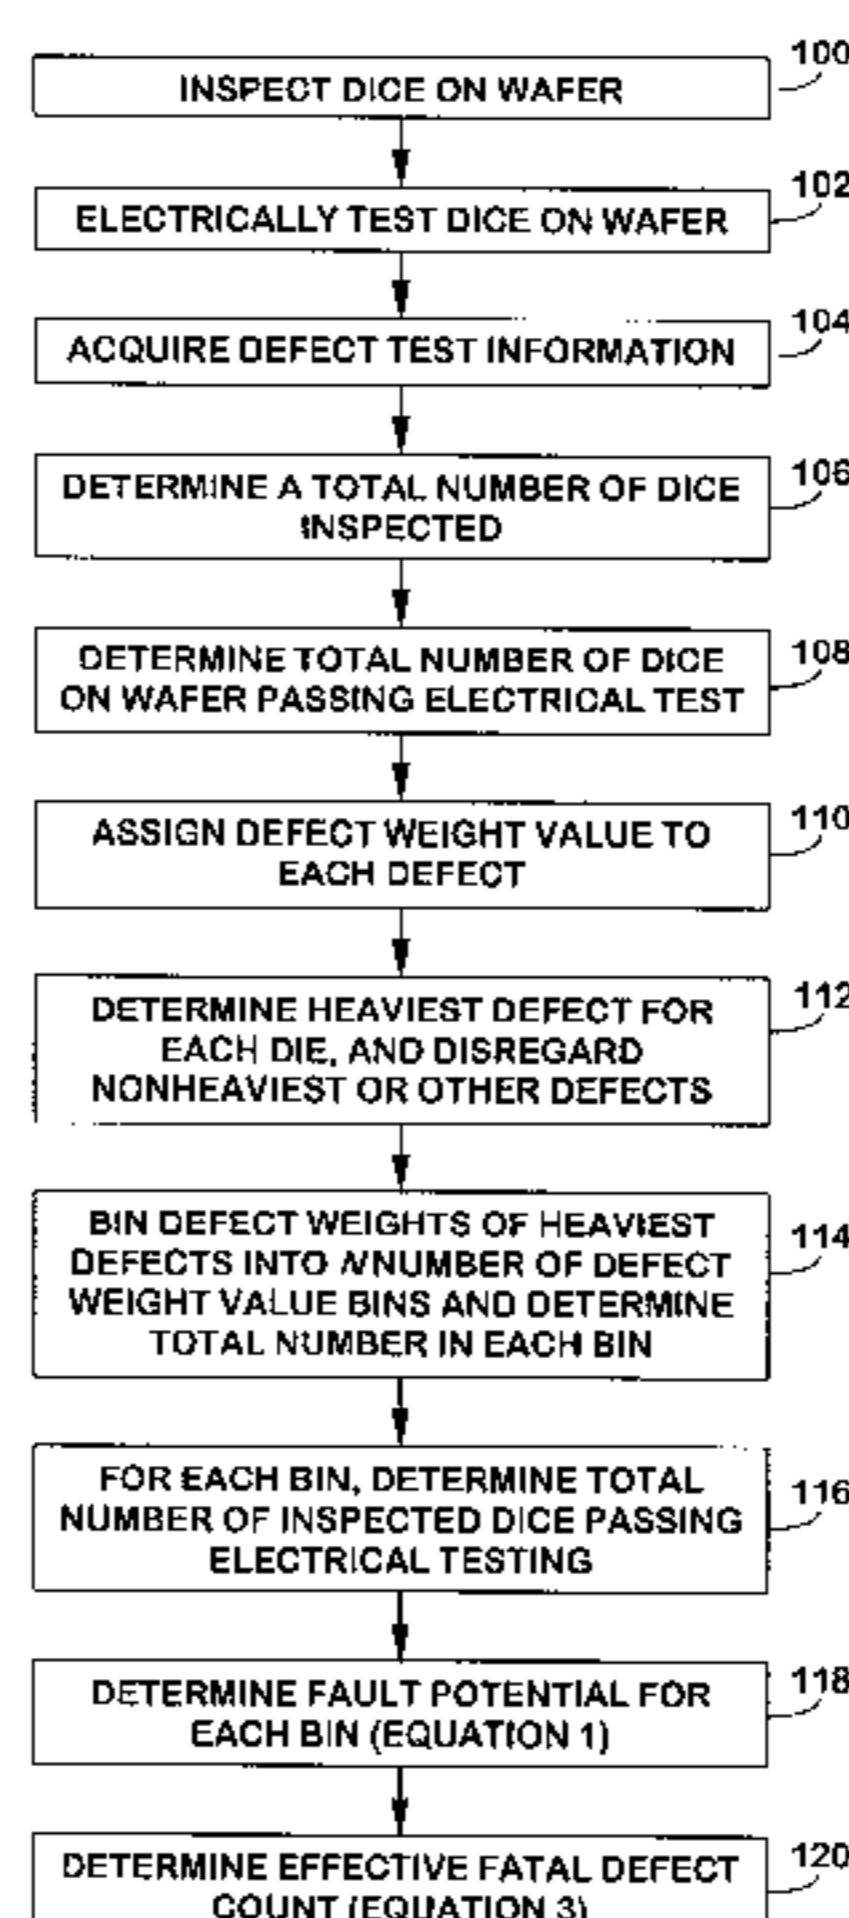 100
INSPECT DICE ON WAFER
102
ELECTRICALLY TEST DICE ON WAFER
104
ACQUIRE DEFECT TEST INFORMATION
106
DETERMINE A TOTAL NUMBER OF DICE
INSPECTED
108
DETERMINE TOTAL NUMBER OF DICE
ON WAFER PASSING ELECTRICAL TEST
110
ASSIGN DEFECT WEIGHT VALUE TO
EACH DEFECT
112
DETERMINE HEAVIEST DEFECT FOR
EACH DIE, AND DISREGARD
NONHEAVIEST OR OTHER DEFECTS
114
BIN DEFECT WEIGHTS OF HEAVIEST
DEFECTS INTO N NUMBER OF DEFECT
WEIGHT VALUE BINS AND DETERMINE
TOTAL NUMBER IN EACH BIN
116
FOR EACH BIN, DETERMINE TOTAL
NUMBER OF INSPECTED DICE PASSING
ELECTRICAL TESTING
118
DETERMINE FAULT POTENTIAL FOR
EACH BIN (EQUATION 1)
120
DETERMINE EFFECTIVE FATAL DEFECT
COUNT (EQUATION 3)